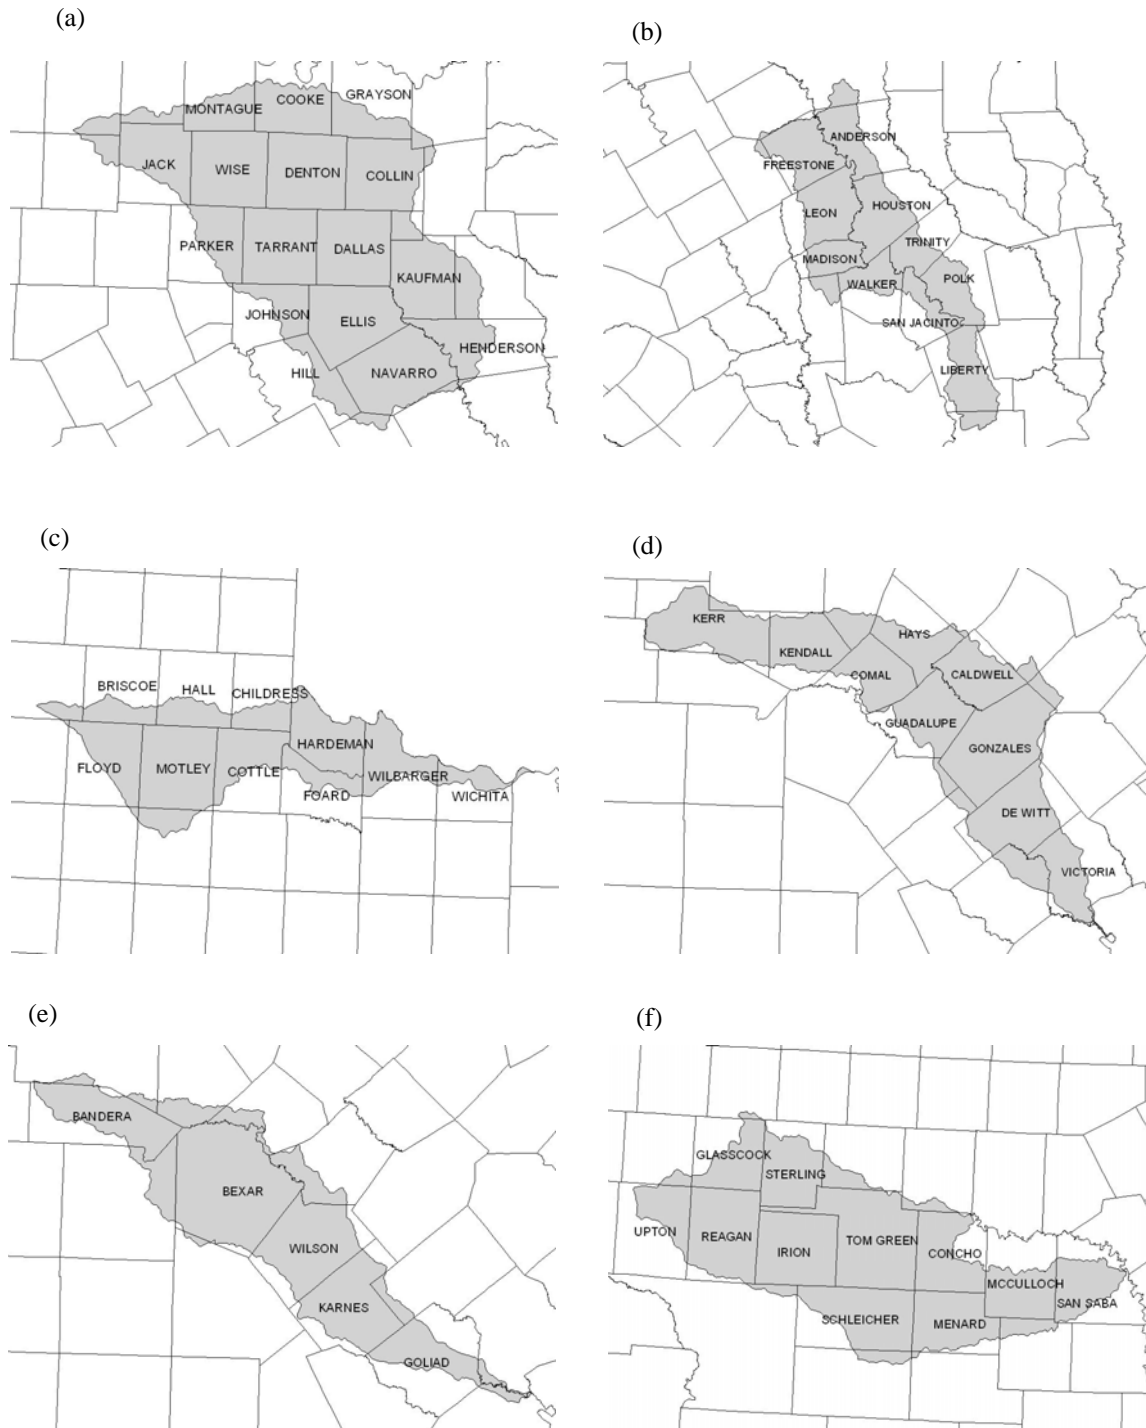 (a)
(b)
GRAYSON
COOKE
MONTAGUE
JACK
WISE
DENTON
COLLIN
PARKER
TARRANT
DALLAS
KAUFMAN
JOHNSON
ELLIS
HENDERSON
HILL
NAVARRO
ANDERSON
FREESTONE
HOUSTON
LEON
TRINITY
MADISON
WALKER
POLK
SAN JACINTO
LIBERTY
(c)
(d)
BRISCOE
HALL
CHILDRESS
HARDEMAN
FLOYD
MOTLEY
COTTLE
WILBARGER
FOARD
WICHITA
KERR
HAYS
KENDALL
COMAL
CALDWELL
GUADALUPE
GONZALES
DE WITT
VICTORIA
(e)
(f)
BANDERA
BEXAR
WILSON
KARNES
GOLIAD
GLASSCOCK
STERLING
UPTON
REAGAN
IRION
TOM GREEN
CONCHO
MCCULLOCH
SAN SABA
SCHLEICHER
MENARD